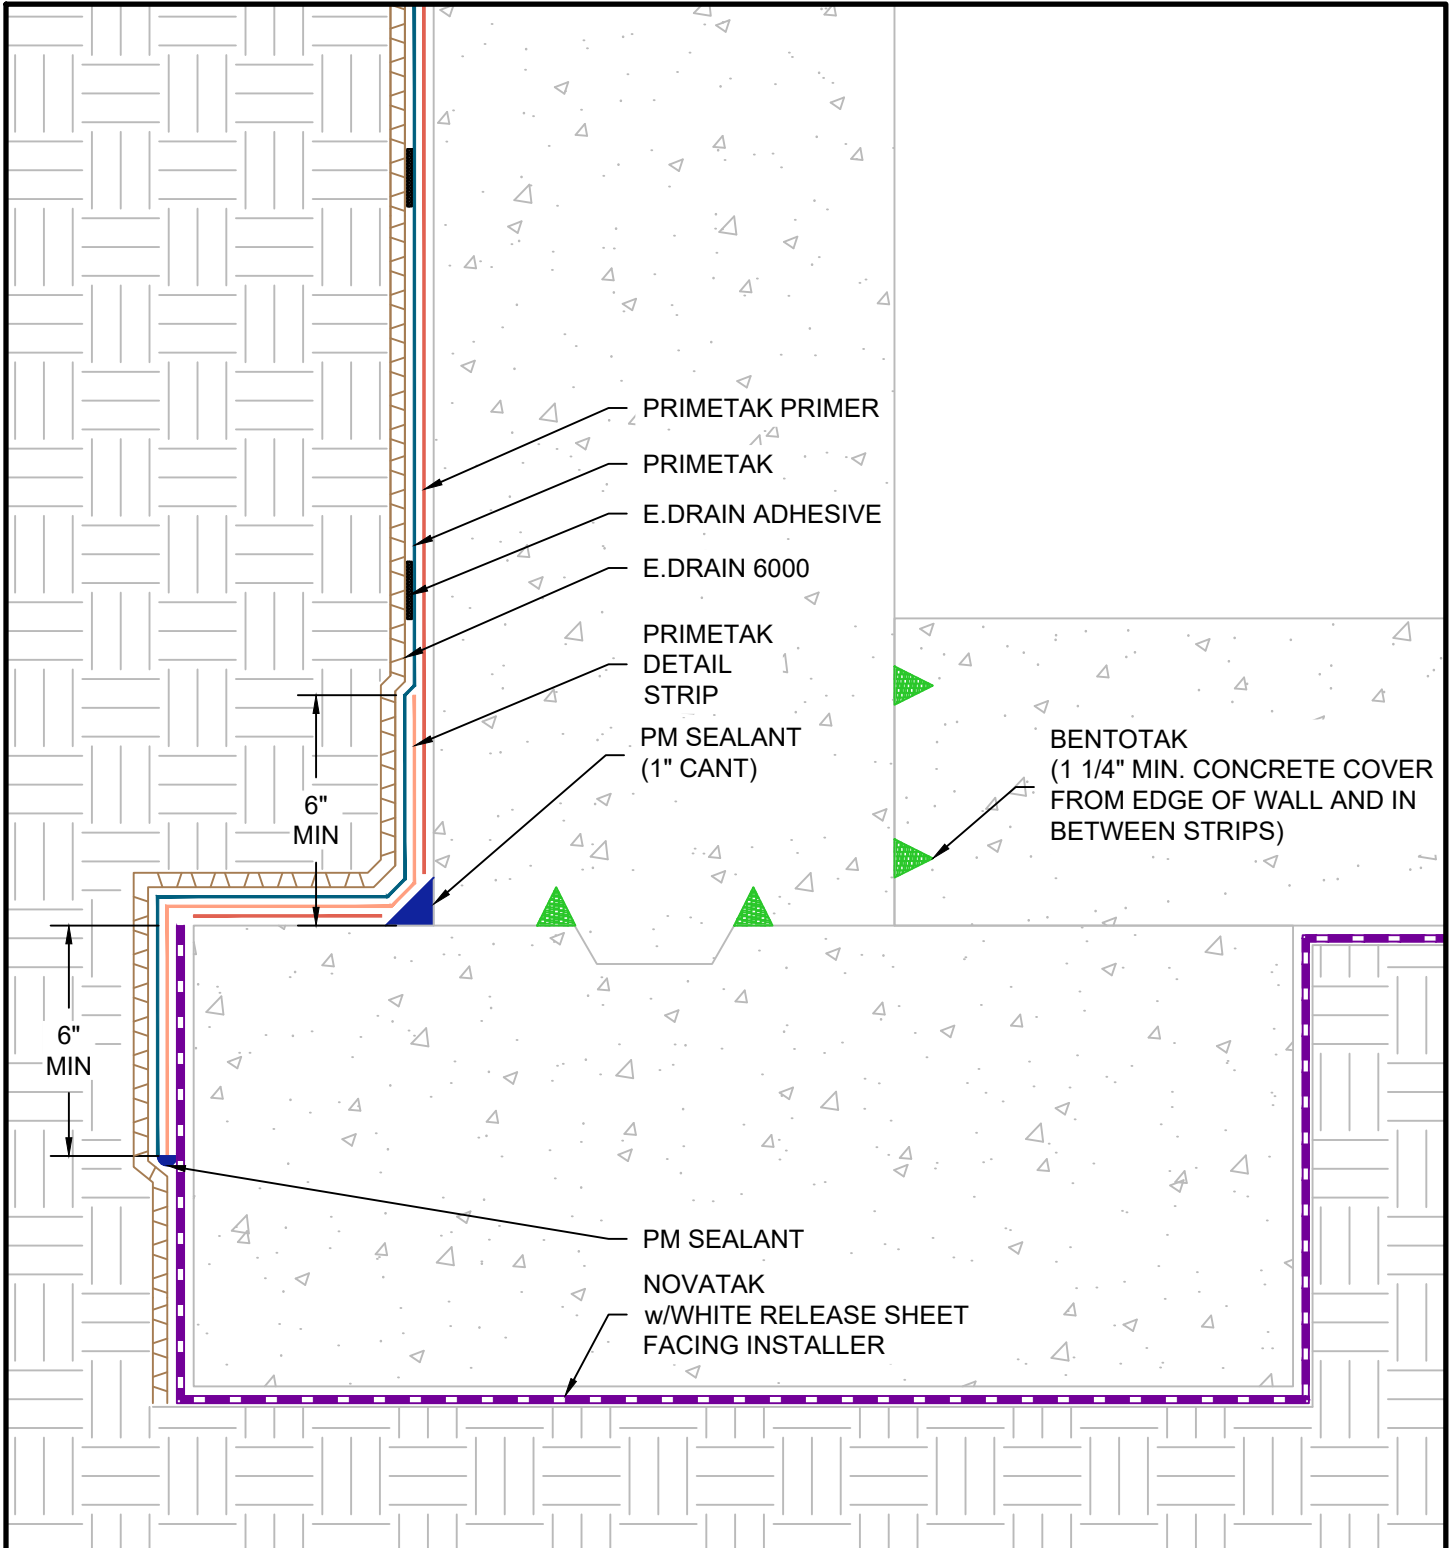 PRIMETAK PRIMER
PRIMETAK
E.DRAIN ADHESIVE
E.DRAIN 6000
PRIMETAK
DETAIL
STRIP
PM SEALANT
(1" CANT)
BENTOTAK
(1 1/4" MIN. CONCRETE COVER
FROM EDGE OF WALL AND IN
BETWEEN STRIPS)
6"
MIN
6"
MIN
PM SEALANT
NOVATAK
w/WHITE RELEASE SHEET
FACING INSTALLER